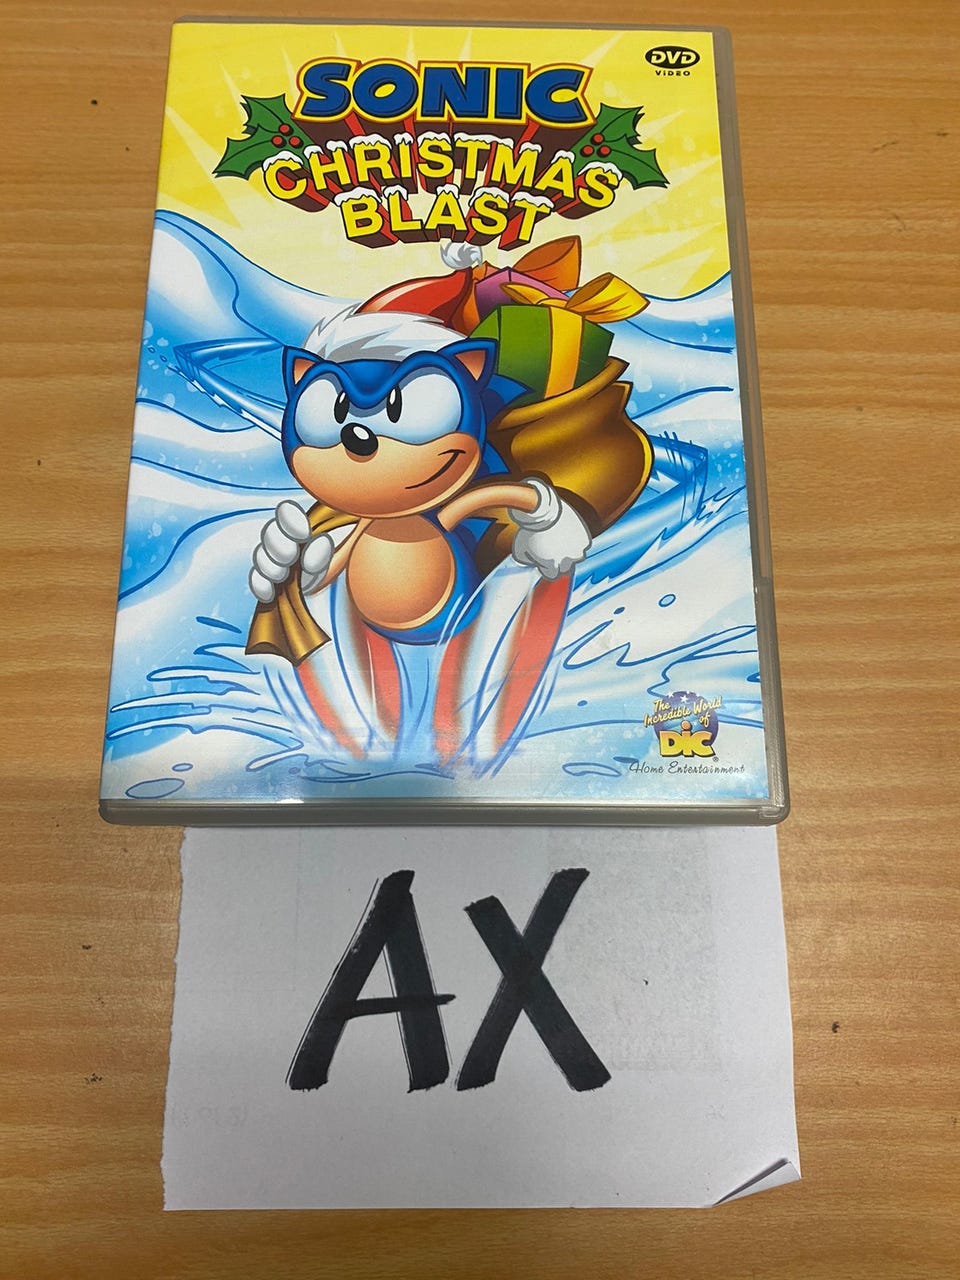 DVD
VIDEO
SONIC
CHRISTMAS
BLAST
The
Incredible World
of
DiC
®
Home Entertainment
AX